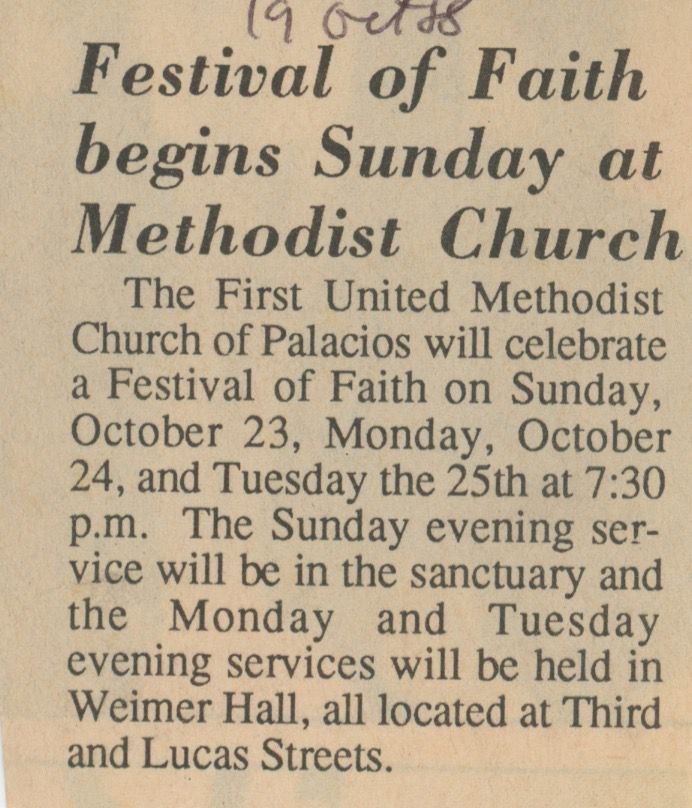 19 Oct 88
Festival of Faith
begins Sunday at
Methodist Church
The First United Methodist
Church of Palacios will celebrate
a Festival of Faith on Sunday,
October 23, Monday, October
24, and Tuesday the 25th at 7:30
p.m. The Sunday evening ser-
vice will be in the sanctuary and
the Monday and Tuesday
evening services will be held in
Weimer Hall, all located at Third
and Lucas Streets.